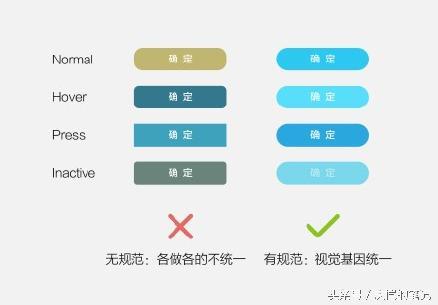 Normal 确 定 确 定
Hover 确 定 确 定
Press 确 定 确 定
Inactive 确 定 确 定
无规范：各做各的不统一 有规范：视觉基因统一
头条